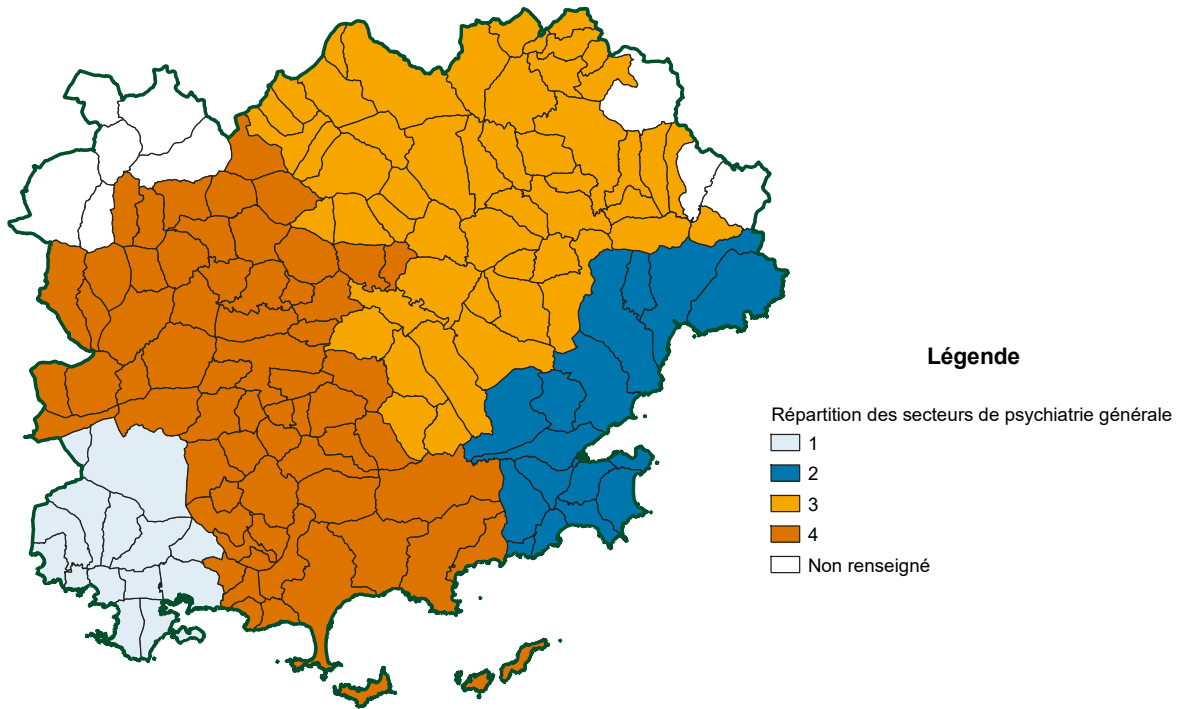 Légende
Répartition des secteurs de psychiatrie générale
1
2
3
4
Non renseigné